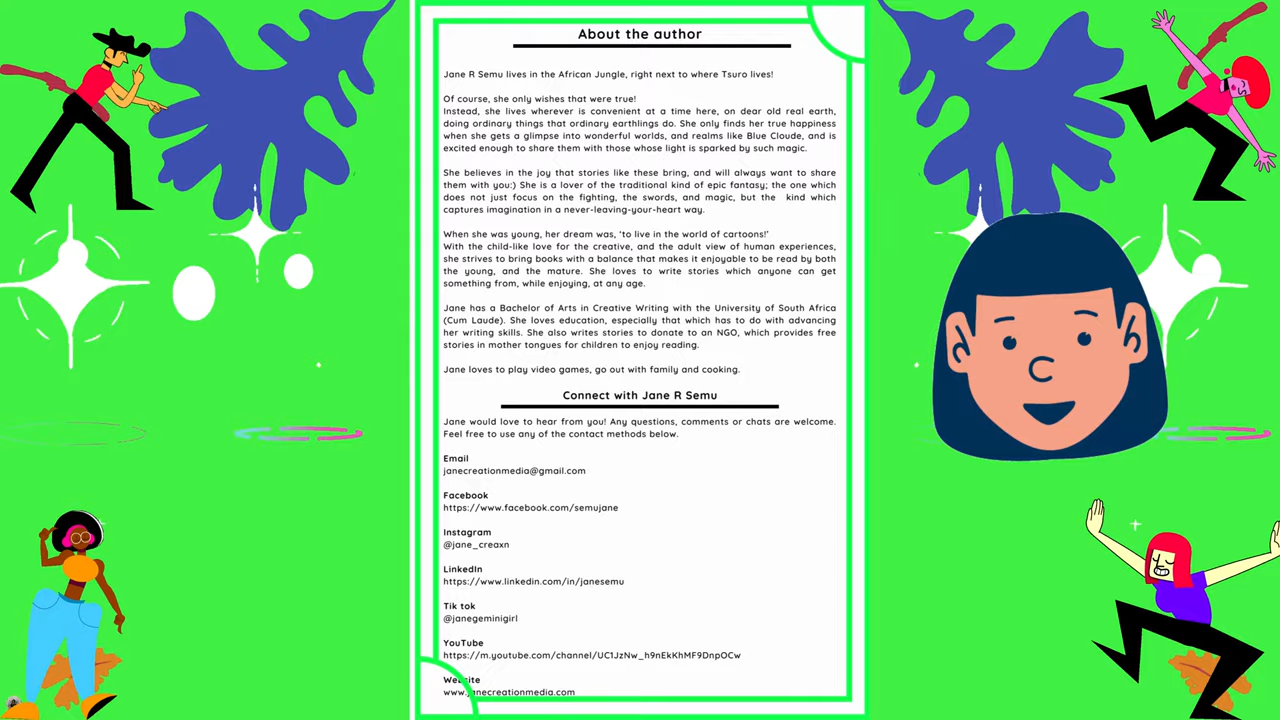 About the author
Jane R Semu lives in the African Jungle, right next to where Tsuro lives!
Of course, she only wishes that were true!
Instead, she lives wherever is convenient at a time here, on dear old real earth,
doing ordinary things that ordinary earthlings do. She only finds her true happiness
when she gets a glimpse into wonderful worlds, and realms like Blue Cloude, and is
excited enough to share them with those whose light is sparked by such magic.
She believes in the joy that stories like these bring, and will always want to share
them with you:) She is a lover of the traditional kind of epic fantasy; the one which
does not just focus on the fighting, the swords, and magic, but the kind which
captures imagination in a never-leaving-your-heart way.
When she was young, her dream was, ‘to live in the world of cartoons!’
With the child-like love for the creative, and the adult view of human experiences,
she strives to bring books with a balance that makes it enjoyable to be read by both
the young, and the mature. She loves to write stories which anyone can get
something from, while enjoying, at any age.
Jane has a Bachelor of Arts in Creative Writing with the University of South Africa
(Cum Laude). She loves education, especially that which has to do with advancing
her writing skills. She also writes stories to donate to an NGO, which provides free
stories in mother tongues for children to enjoy reading.
Jane loves to play video games, go out with family and cooking.
Connect with Jane R Semu
Jane would love to hear from you! Any questions, comments or chats are welcome.
Feel free to use any of the contact methods below.
Email
janecreationmedia@gmail.com
Facebook
https://www.facebook.com/semujane
Instagram
@jane_creaxn
LinkedIn
https://www.linkedin.com/in/janesemu
Tik tok
@janegeminigirl
YouTube
https://m.youtube.com/channel/UC1JzNw_h9nEkKhMF9DnpOCw
Website
www.janecreationmedia.com